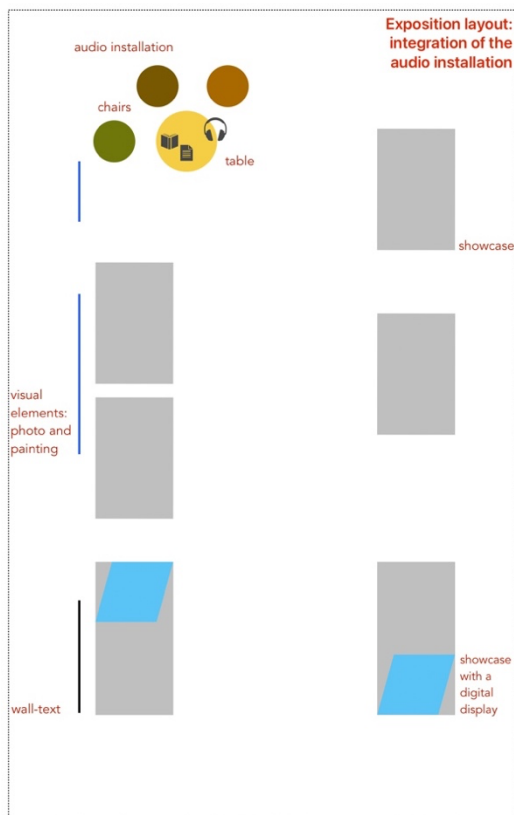 Exposition layout:
integration of the
audio installation
audio installation
chairs
table
showcase
visual
elements:
photo and
painting
wall-text
showcase
with a
digital
display